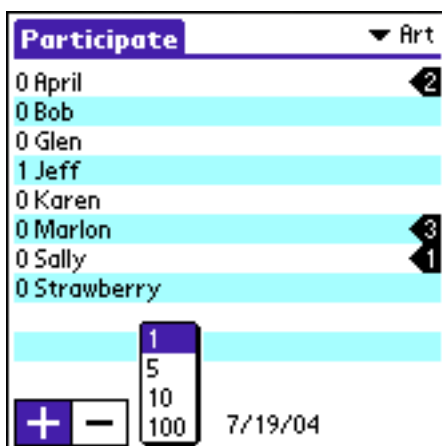 Participate Art
0 April 2
0 Bob
0 Glen
1 Jeff
0 Karen
0 Marlon 3
0 Sally 1
0 Strawberry
1
5
10
100
+ - 7/19/04